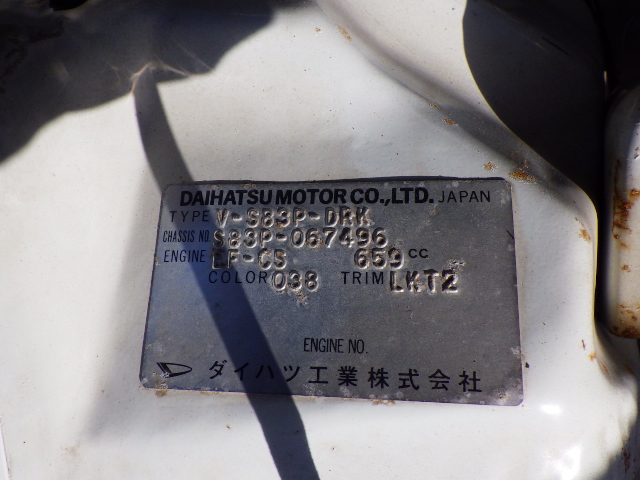 DAIHATSU MOTOR CO., LTD. JAPAN
TYPE V-S83P-DRK
CHASSIS NO. S83P-067496
ENGINE EF-CS 659 CC
COLOR 038 TRIM LKTZ
ENGINE NO.
ダイハツ工業株式会社